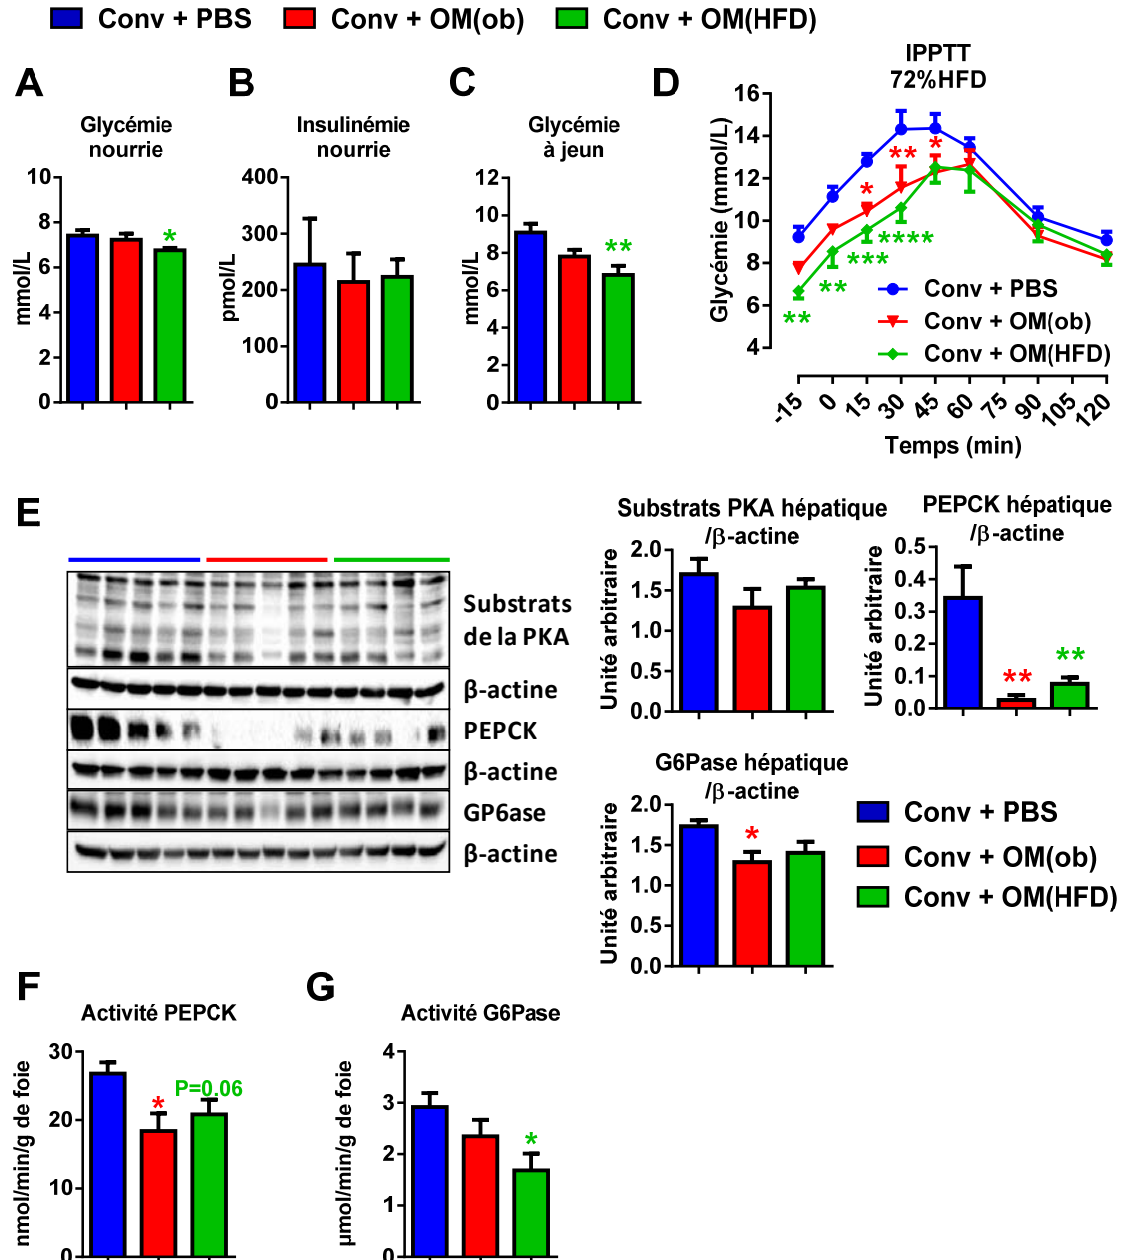 Conv + PBS
Conv + OM(ob)
Conv + OM(HFD)
A
Glycémie
nourrie
mmol/L
10
8
6
4
2
0
*
B
Insulinémie
nourrie
pmol/L
400
300
200
100
0
C
Glycémie
à jeun
mmol/L
12
10
8
6
4
2
0
**
D
IPPTT
72%HFD
Glycémie (mmol/L)
16
14
12
10
8
6
4
** *
*
****
***
**
**
Conv + PBS
Conv + OM(ob)
Conv + OM(HFD)
-15 0 15 30 45 60 75 90 105 120
Temps (min)
E
Substrats
de la PKA
β-actine
PEPCK
β-actine
GP6ase
β-actine
Substrats PKA hépatique
/β-actine
Unité arbitraire
2.0
1.5
1.0
0.5
0.0
PEPCK hépatique
/β-actine
Unité arbitraire
0.5
0.4
0.3
0.2
0.1
0.0
** **
G6Pase hépatique
/β-actine
Unité arbitraire
2.0
1.5
1.0
0.5
0.0
*
Conv + PBS
Conv + OM(ob)
Conv + OM(HFD)
F
Activité PEPCK
nmol/min/g de foie
30
20
10
0
*
P=0.06
G
Activité G6Pase
µmol/min/g de foie
4
3
2
1
0
*